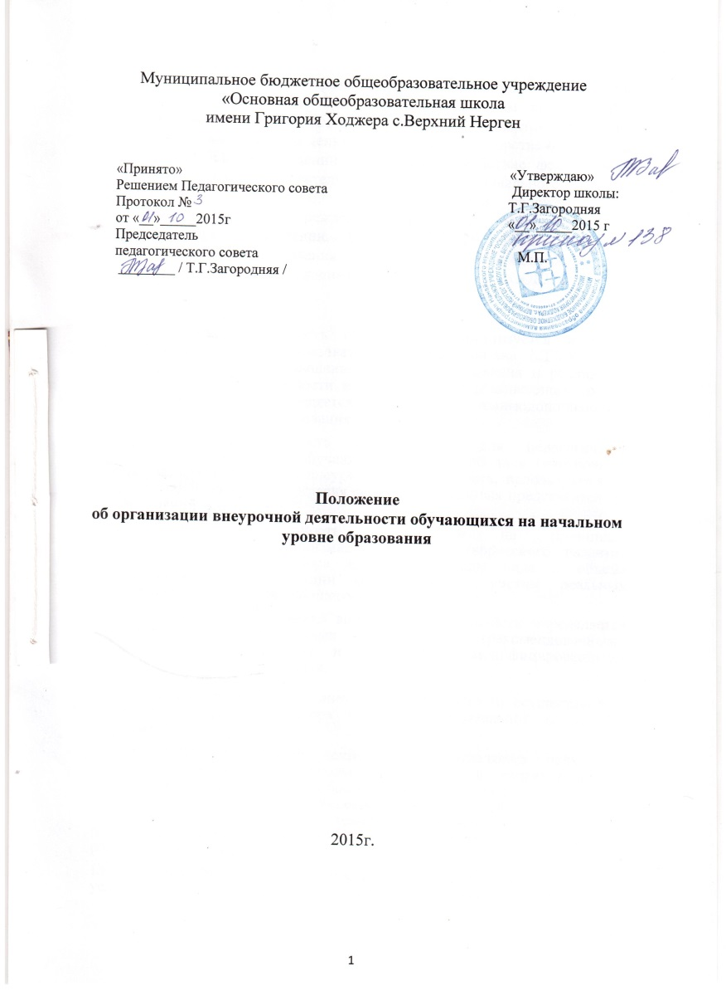 Муниципальное бюджетное общеобразовательное учреждение
«Основная общеобразовательная школа
имени Григория Ходжера с.Верхний Нерген
«Принято»
Решением Педагогического совета
Протокол № 3
от «01» 10 2015г
Председатель
педагогического совета
________ / Т.Г.Загородняя /
«Утверждаю»
Директор школы:
Т.Г.Загородняя
«01» 10 2015 г
приказ № 138
М.П.
Положение
об организации внеурочной деятельности обучающихся на начальном
уровне образования
2015г.
1